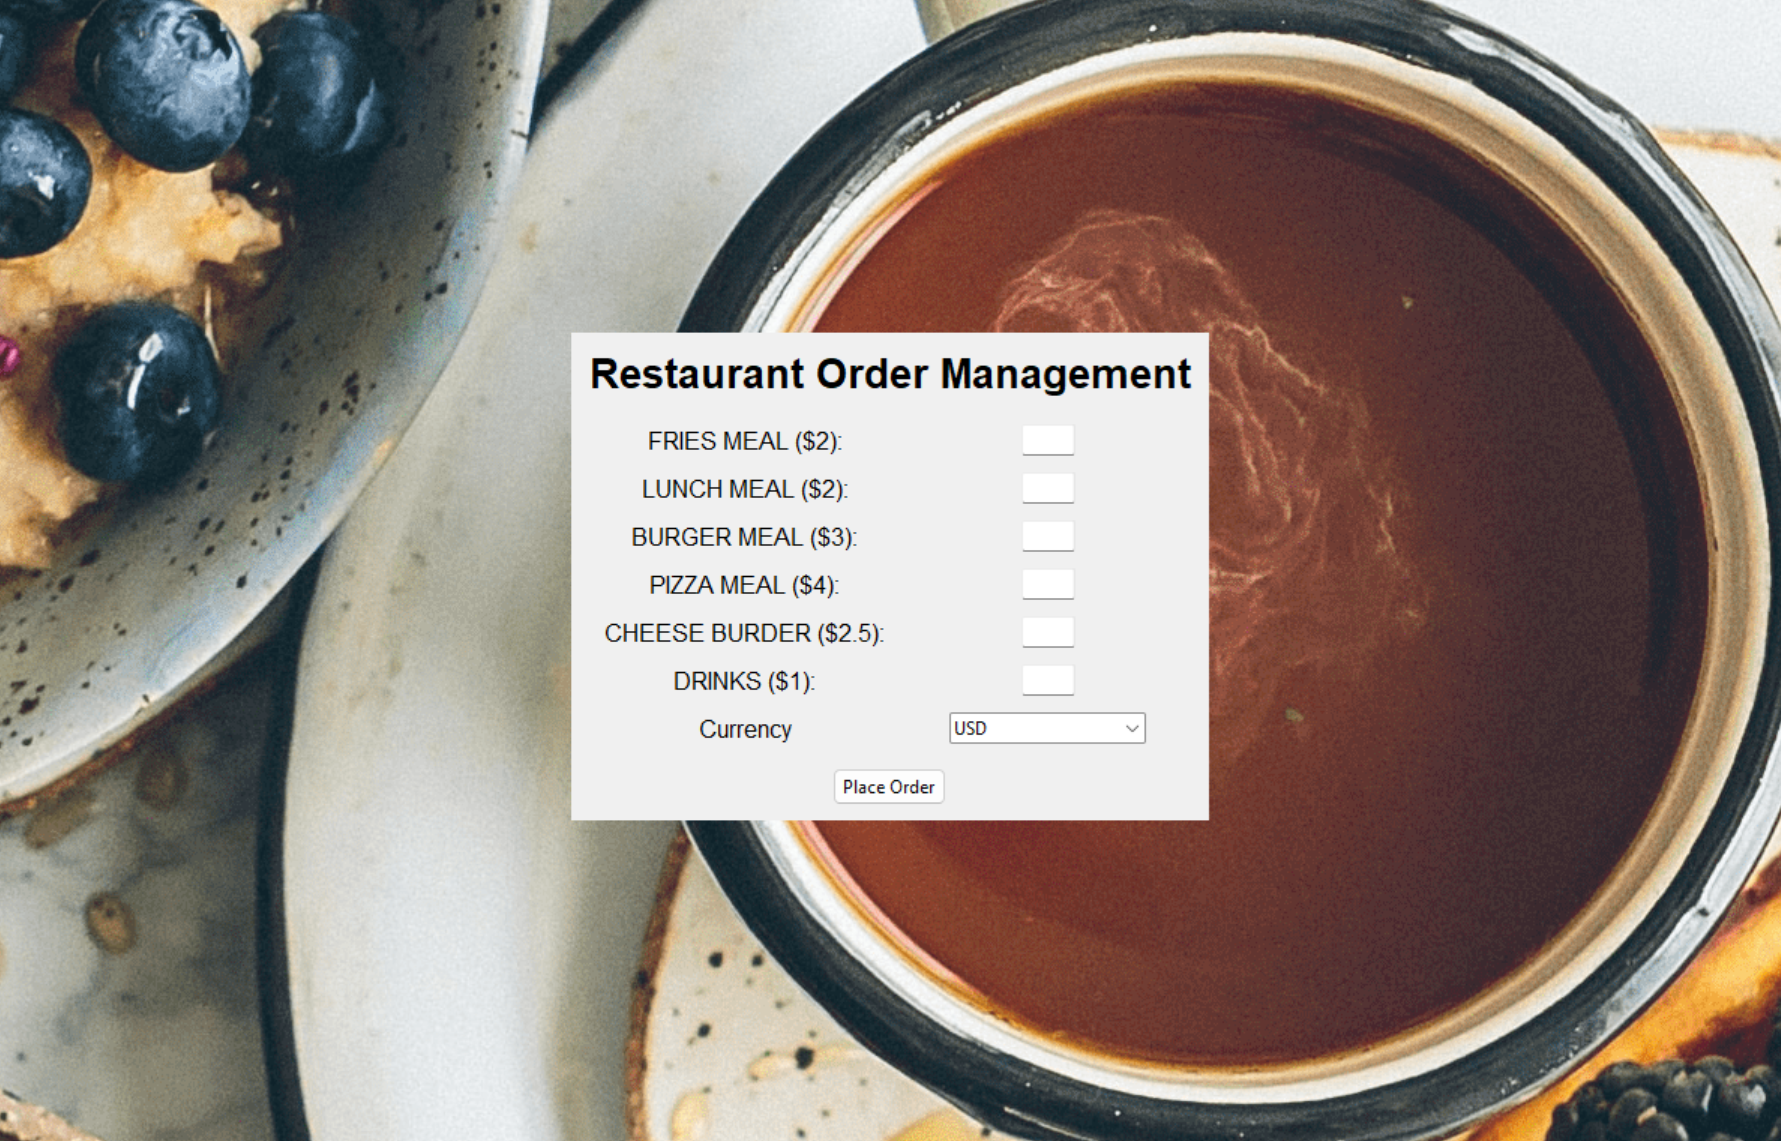 Restaurant Order Management
FRIES MEAL ($2):
LUNCH MEAL ($2):
BURGER MEAL ($3):
PIZZA MEAL ($4):
CHEESE BURDER ($2.5):
DRINKS ($1):
Currency USD
Place Order